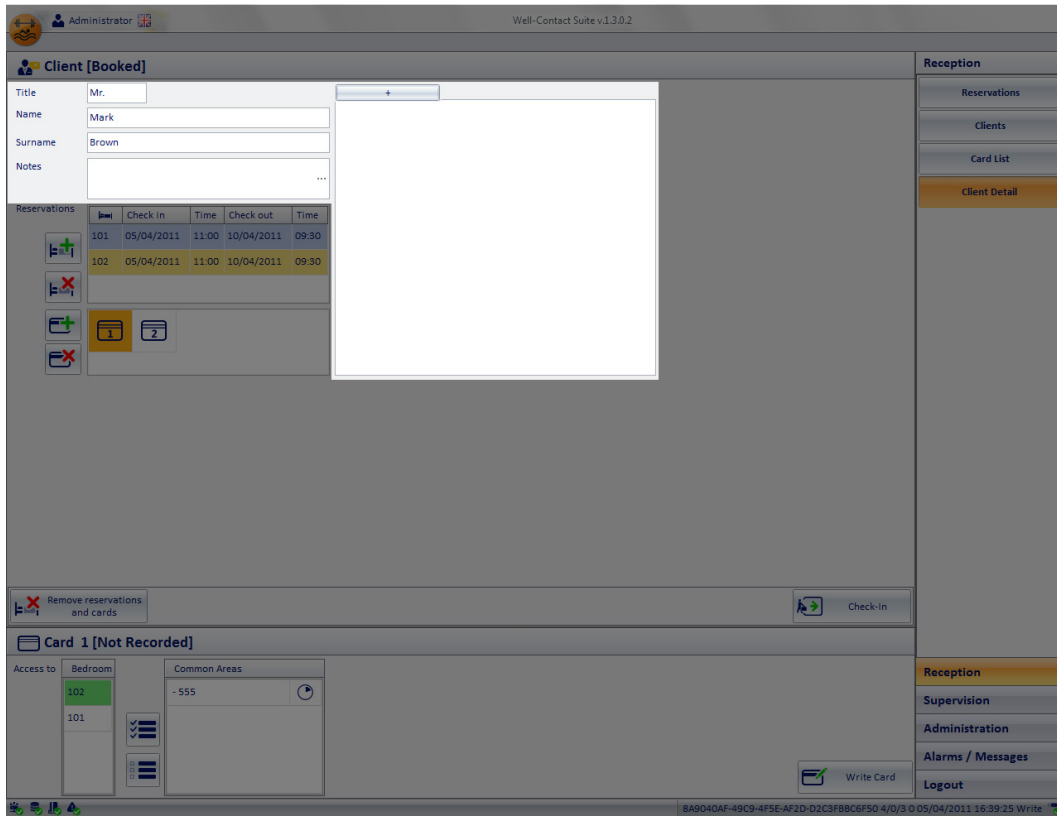 Administrator
Well-Contact Suite v.1.3.0.2
Client [Booked]
Title Mr.
Name Mark
Surname Brown
Notes ...
+
Reservations
Check in Time Check out Time
101 05/04/2011 11:00 10/04/2011 09:30
102 05/04/2011 11:00 10/04/2011 09:30
1 2
Remove reservations
and cards
Check-In
Card 1 [Not Recorded]
Access to Bedroom Common Areas
102 - 555
101
Write Card
Reception
Reservations
Clients
Card List
Client Detail
Reception
Supervision
Administration
Alarms / Messages
Logout
8A9040AF-49C9-4F5E-AF2D-D2C3FBBC6F50 4/0/3 0 05/04/2011 16:39:25 Write